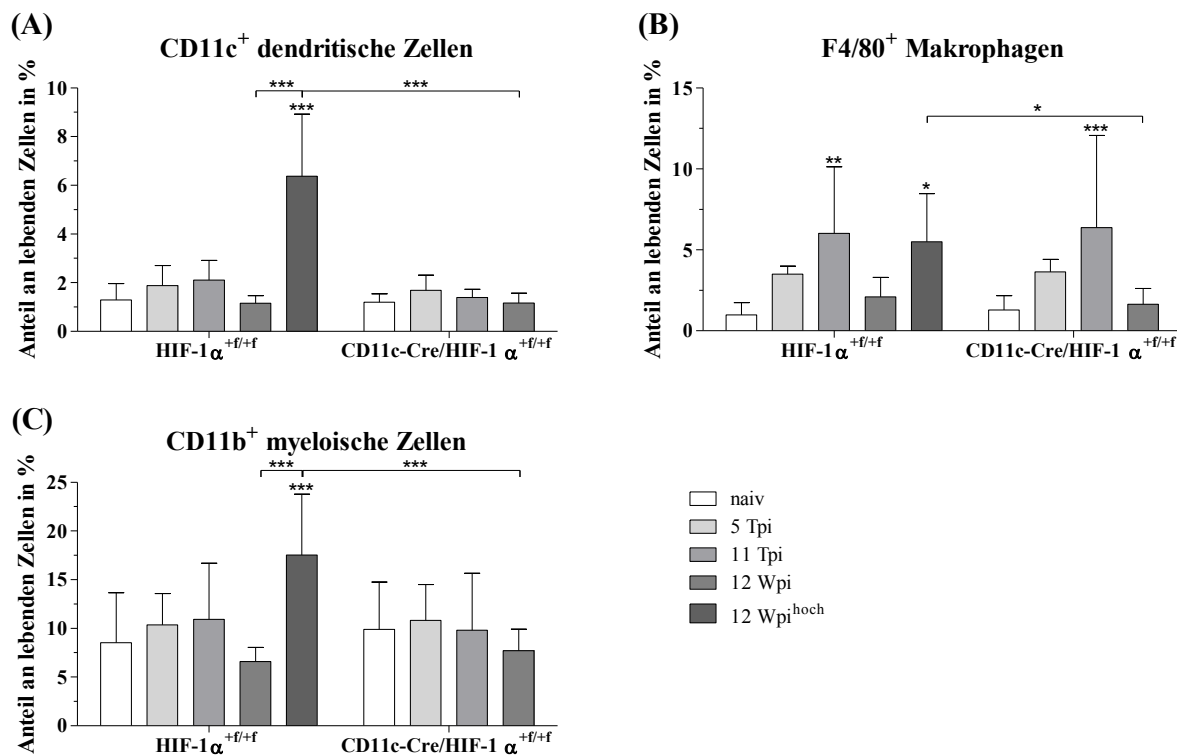 (A)
CD11c⁺ dendritische Zellen
Anteil an lebenden Zellen in %
10
8
6
4
2
0
***
***
***
HIF-1α⁺ᶠ/⁺ᶠ
CD11c-Cre/HIF-1 α⁺ᶠ/⁺ᶠ
(B)
F4/80⁺ Makrophagen
Anteil an lebenden Zellen in %
15
10
5
0
**
*
*
***
HIF-1α⁺ᶠ/⁺ᶠ
CD11c-Cre/HIF-1 α⁺ᶠ/⁺ᶠ
(C)
CD11b⁺ myeloische Zellen
Anteil an lebenden Zellen in %
25
20
15
10
5
0
***
***
***
HIF-1α⁺ᶠ/⁺ᶠ
CD11c-Cre/HIF-1 α⁺ᶠ/⁺ᶠ
naiv
5 Tpi
11 Tpi
12 Wpi
12 Wpiʰᵒᶜʰ